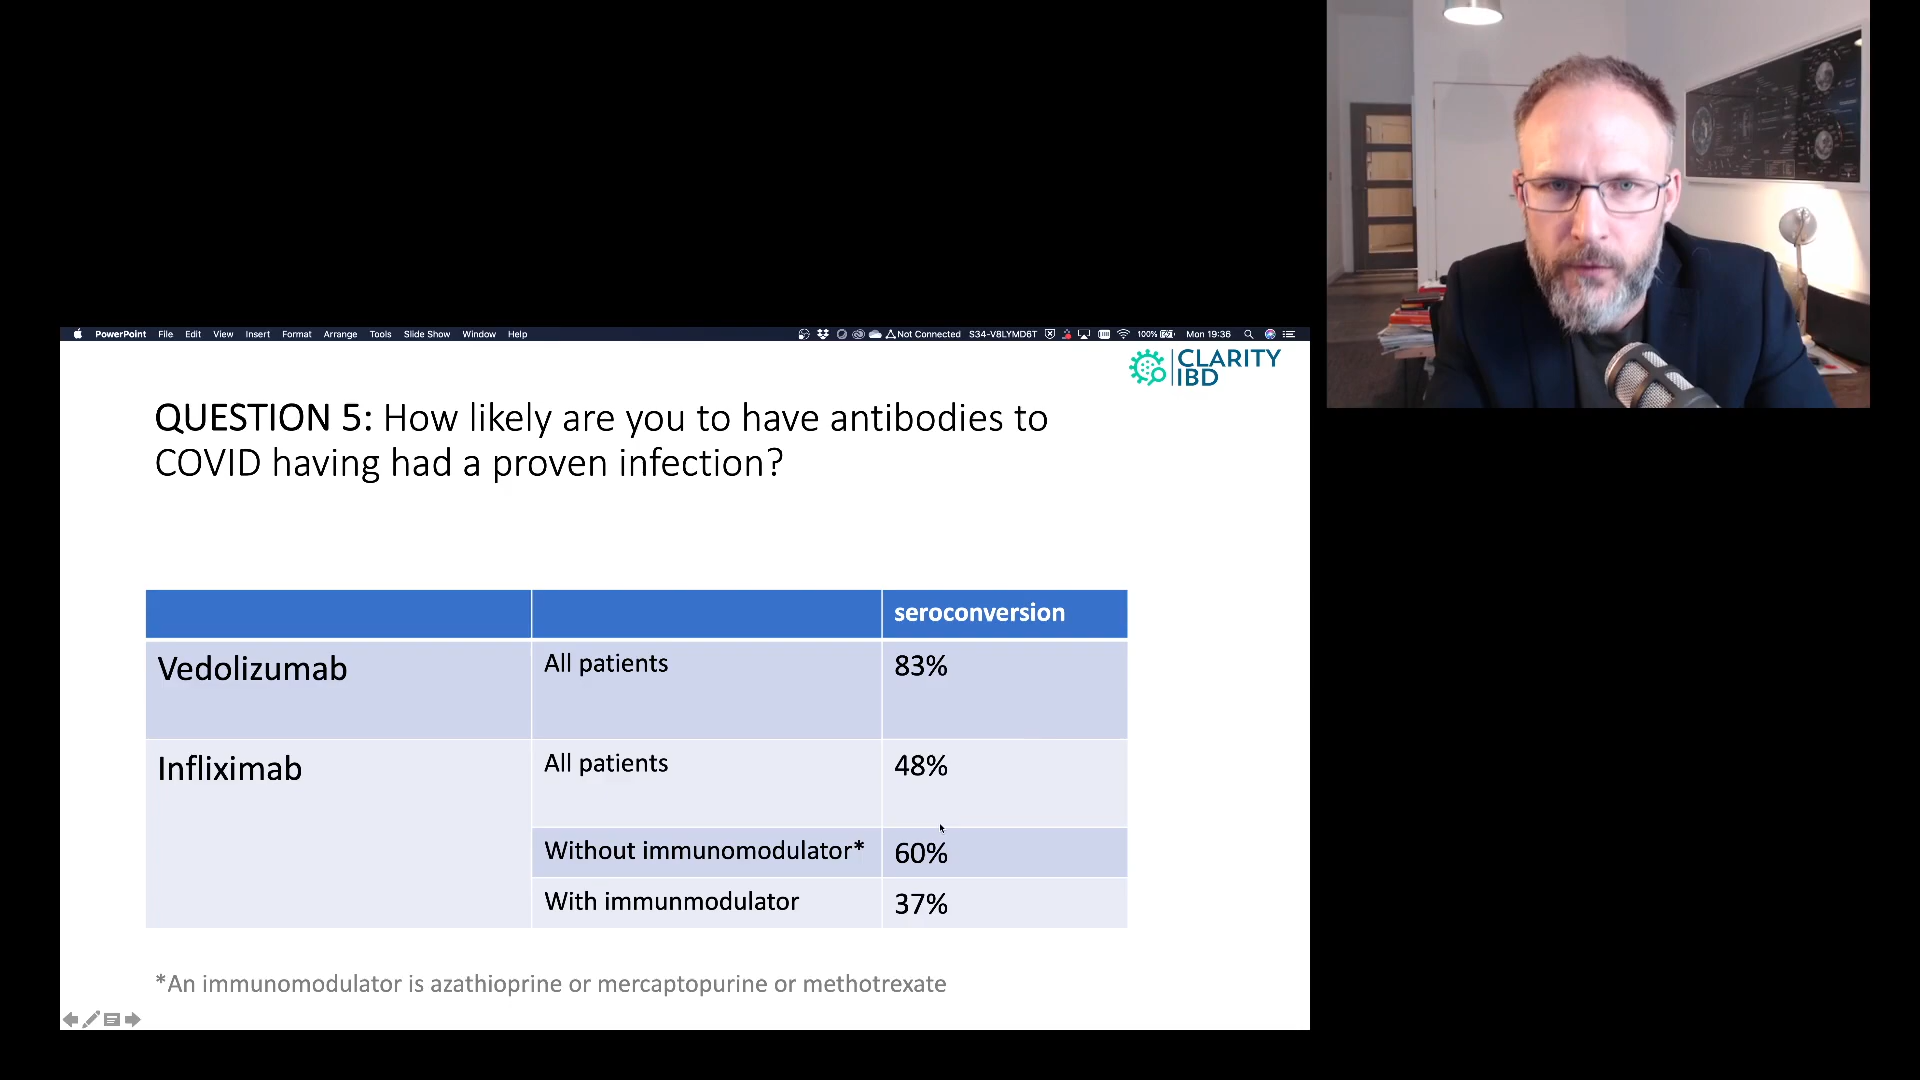 PowerPoint File Edit View Insert Format Arrange Tools Slide Show Window Help Not Connected S34-V8LYMD6T 100% Mon 19:36
CLARITY
IBD
QUESTION 5: How likely are you to have antibodies to
COVID having had a proven infection?
seroconversion
Vedolizumab All patients 83%
Infliximab All patients 48%
Without immunomodulator* 60%
With immunmodulator 37%
*An immunomodulator is azathioprine or mercaptopurine or methotrexate